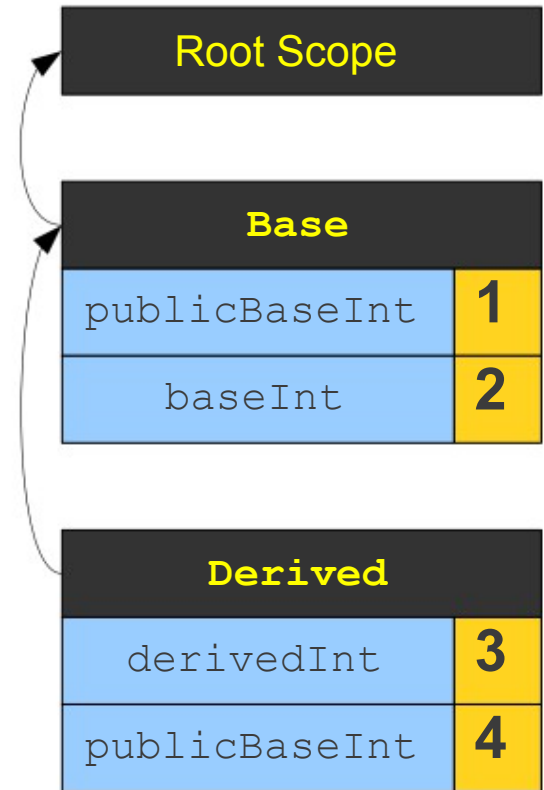 Root Scope
Base
publicBaseInt 1
baseInt 2
Derived
derivedInt 3
publicBaseInt 4